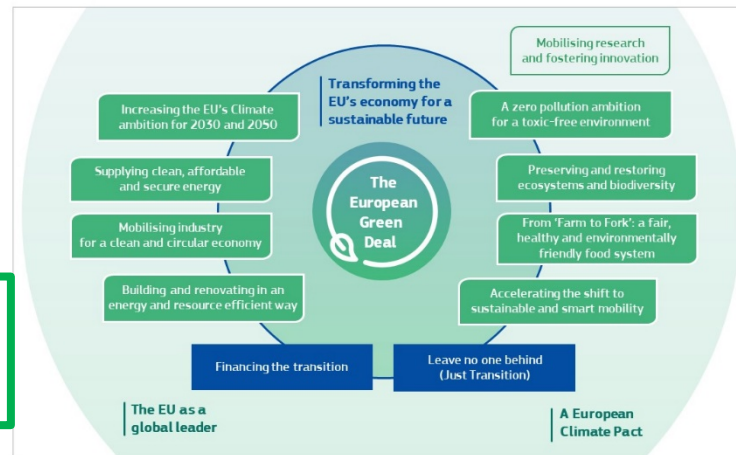 Mobilising research
and fostering innovation
Transforming the
EU's economy for a
sustainable future
Increasing the EU's Climate
ambition for 2030 and 2050
A zero pollution ambition
for a toxic-free environment
Supplying clean, affordable
and secure energy
Preserving and restoring
ecosystems and biodiversity
The
European
Green
Deal
Mobilising industry
for a clean and circular economy
From 'Farm to Fork': a fair,
healthy and environmentally
friendly food system
Building and renovating in an
energy and resource efficient way
Accelerating the shift to
sustainable and smart mobility
Financing the transition
Leave no one behind
(Just Transition)
The EU as a
global leader
A European
Climate Pact